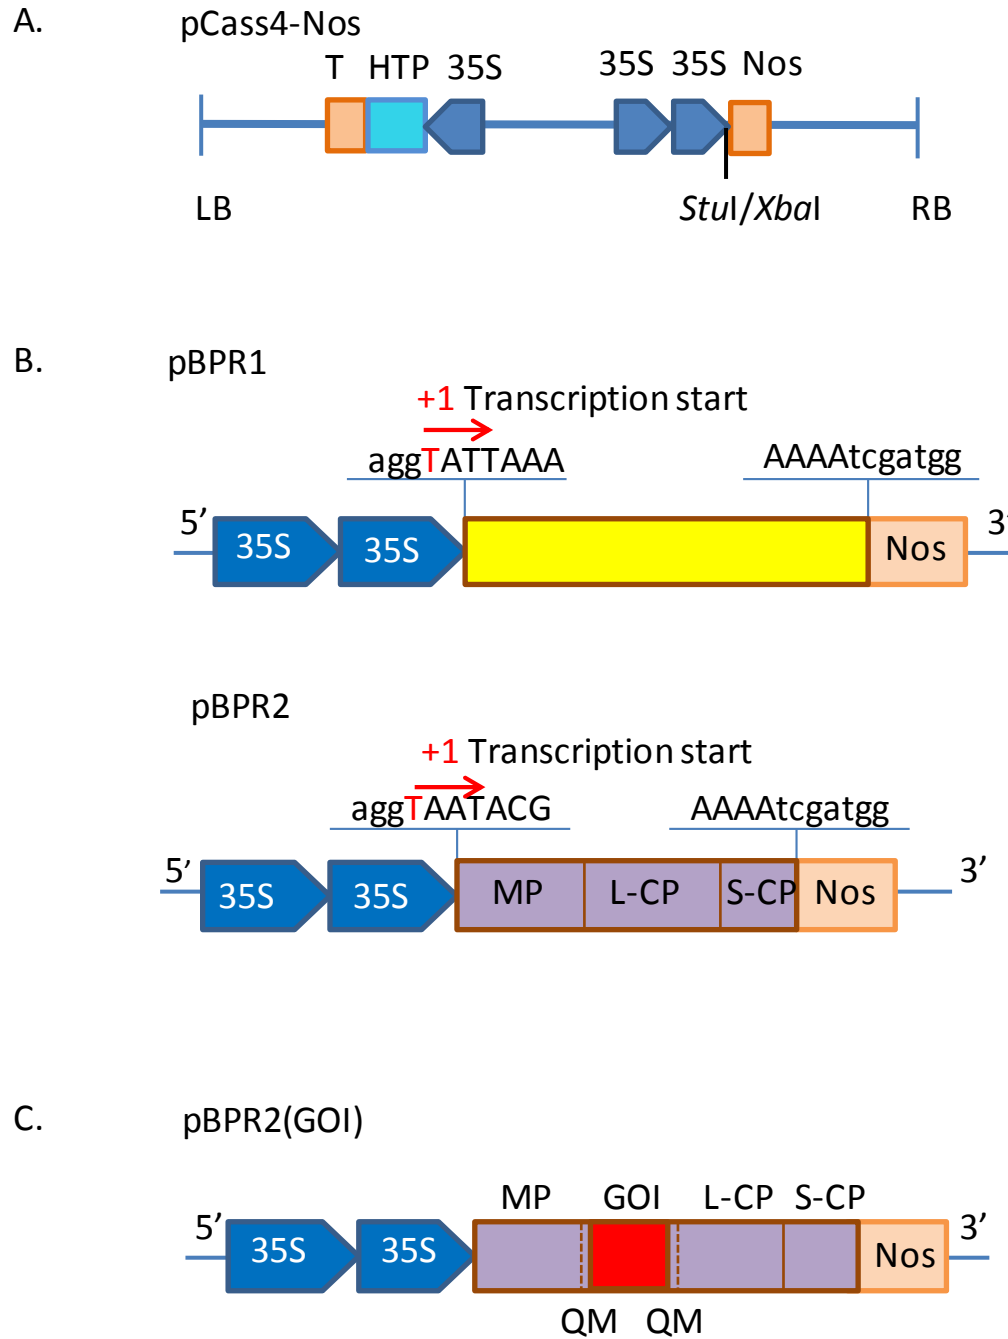 A.
pCass4-Nos
T HTP 35S 35S 35S Nos
LB StuI/XbaI RB
B.
pBPR1
+1 Transcription start
aggTATTAAA AAAAtcgatgg
5’ 35S 35S Nos 3’
pBPR2
+1 Transcription start
aggTAATACG AAAAtcgatgg
5’ 35S 35S MP L-CP S-CP Nos 3’
C.
pBPR2(GOI)
MP GOI L-CP S-CP
5’ 35S 35S Nos 3’
QM QM